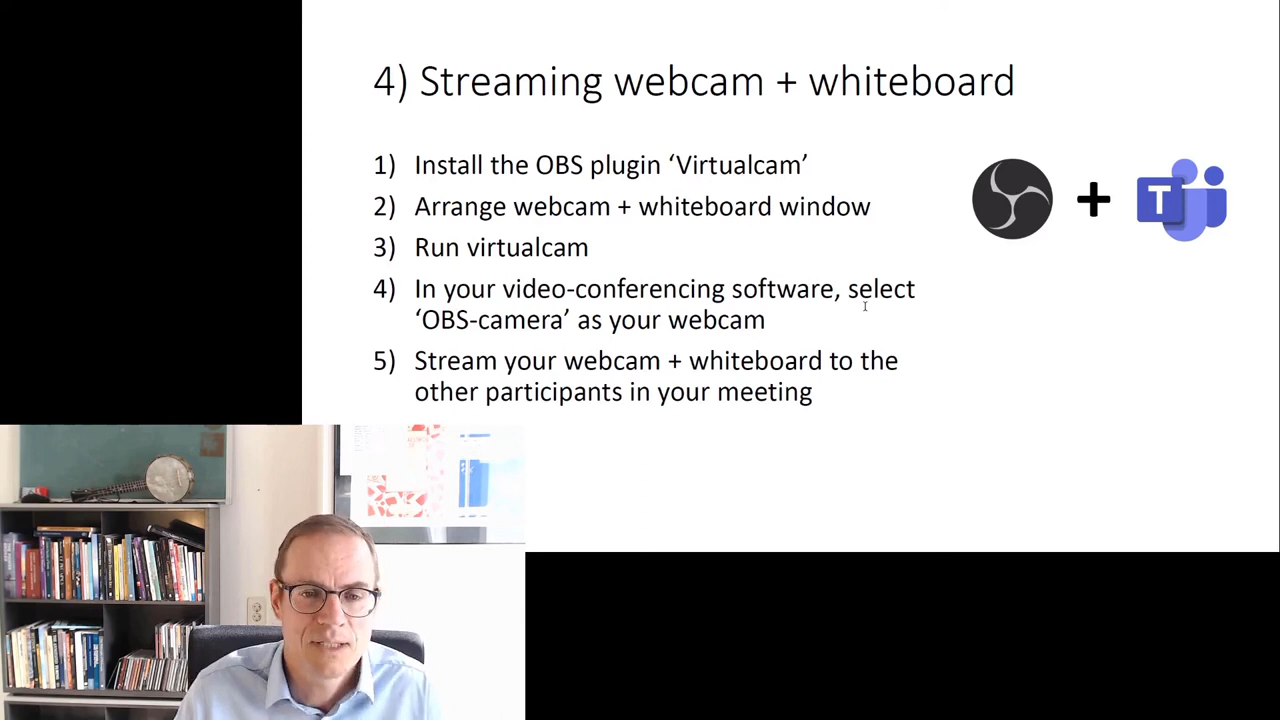 4) Streaming webcam + whiteboard
1) Install the OBS plugin ‘Virtualcam’
2) Arrange webcam + whiteboard window
3) Run virtualcam
4) In your video-conferencing software, select
‘OBS-camera’ as your webcam
5) Stream your webcam + whiteboard to the
other participants in your meeting
+
T